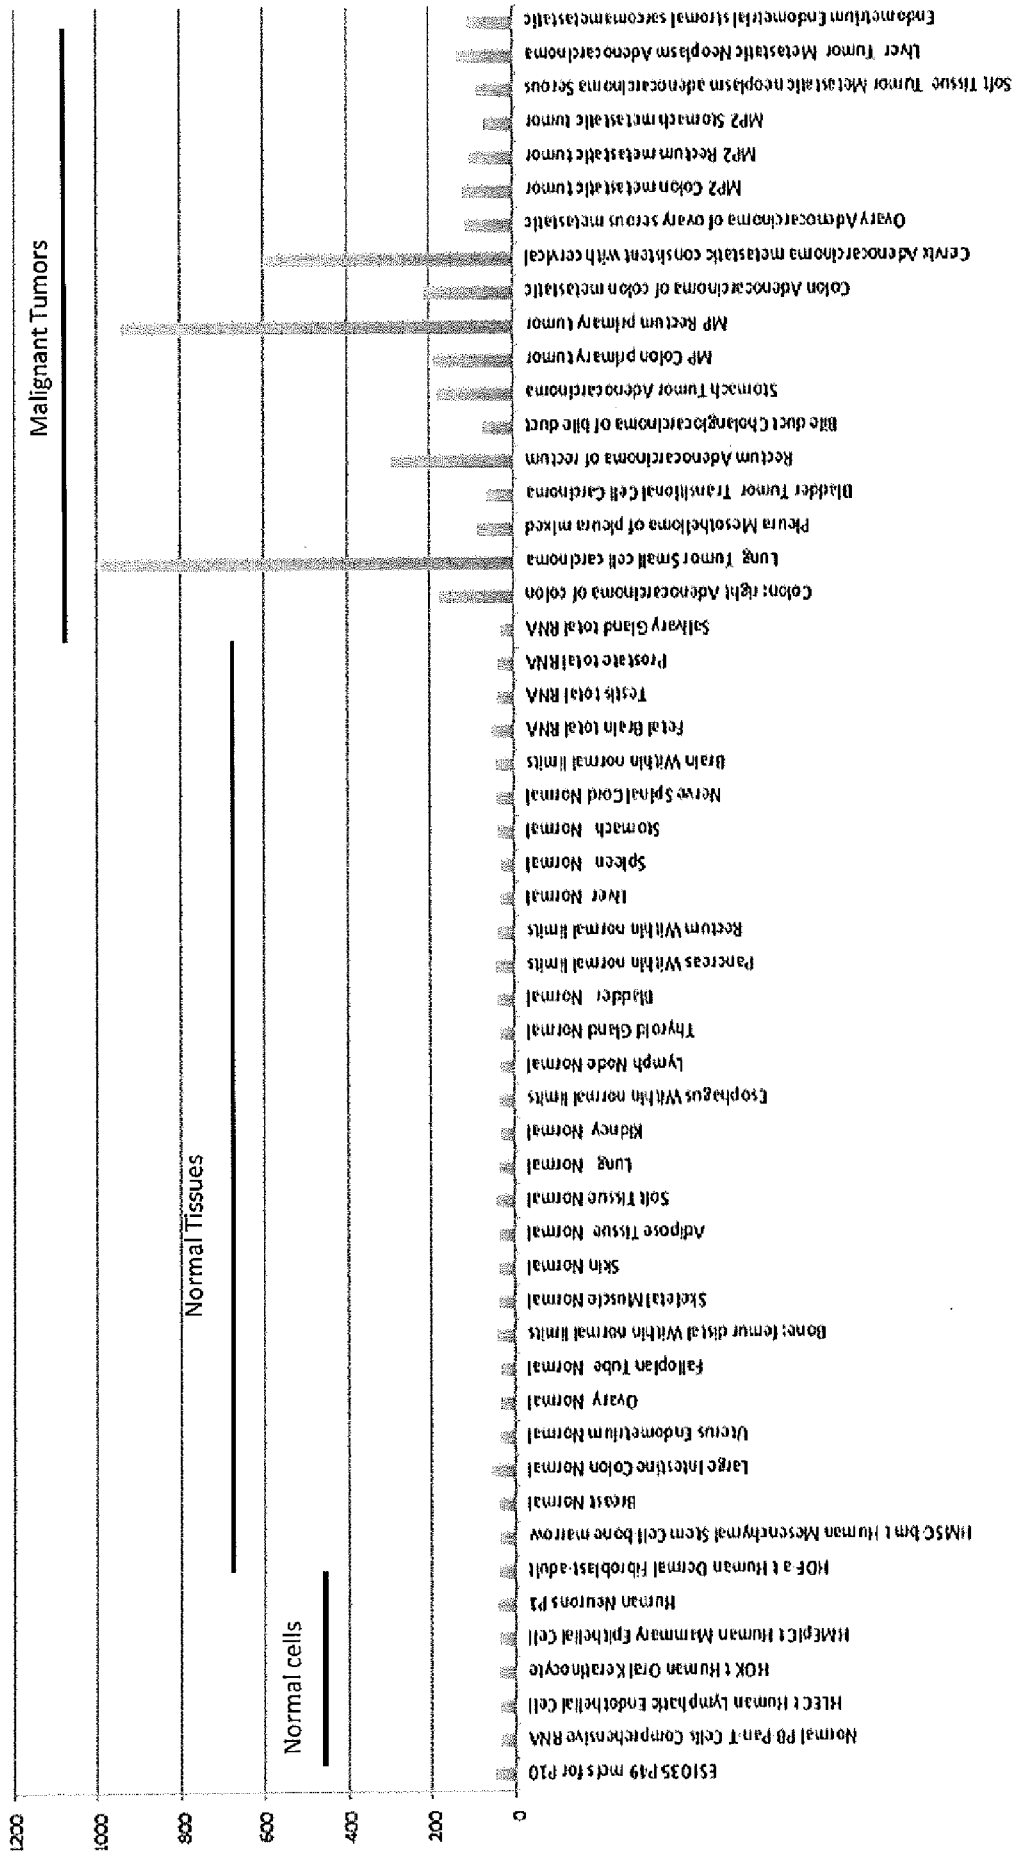 1200
1000
800
600
400
200
0
Normal cells
Normal Tissues
Malignant Tumors
ES1035 P49 mcfs for P10
Normal P8 Pan-T Cells Comprehensive RNA
HLEC t Human Lymphatic Endothelial Cell
HOK t Human Oral Keratinocyte
HMEpiC t Human Mammary Epithelial Cell
Human Neurons P1
HDF-a t Human Dermal Fibroblast-adult
HMSC-bm t Human Mesenchymal Stem Cell bone marrow
Breast Normal
Large Intestine Colon Normal
Uterus Endometrium Normal
Ovary Normal
Fallopian Tube Normal
Bone; femur distal Within normal limits
Skeletal Muscle Normal
Skin Normal
Adipose Tissue Normal
Soft Tissue Normal
Lung Normal
Kidney Normal
Esophagus Within normal limits
Lymph Node Normal
Thyroid Gland Normal
Bladder Normal
Pancreas Within normal limits
Rectum Within normal limits
Liver Normal
Spleen Normal
Stomach Normal
Nerve Spinal Cord Normal
Brain Within normal limits
Fetal Brain total RNA
Testis total RNA
Prostate total RNA
Salivary Gland total RNA
Colon; right Adenocarcinoma of colon
Lung Tumor Small cell carcinoma
Pleura Mesothelioma of pleura mixed
Bladder Tumor Transitional Cell Carcinoma
Rectum Adenocarcinoma of rectum
Bile duct Cholangiocarcinoma of bile duct
Stomach Tumor Adenocarcinoma
MP Colon primary tumor
MP Rectum primary tumor
Colon Adenocarcinoma of colon metastatic
Cervix Adenocarcinoma metastatic consistent with cervical
Ovary Adenocarcinoma of ovary serous metastatic
MP2 Colon metastatic tumor
MP2 Rectum metastatic tumor
MP2 Stomach metastatic tumor
Soft Tissue Tumor Metastatic neoplasm adenocarcinoma Serous
Liver Tumor Metastatic Neoplasm Adenocarcinoma
Endometrium Endometrial stromal sarcoma metastatic